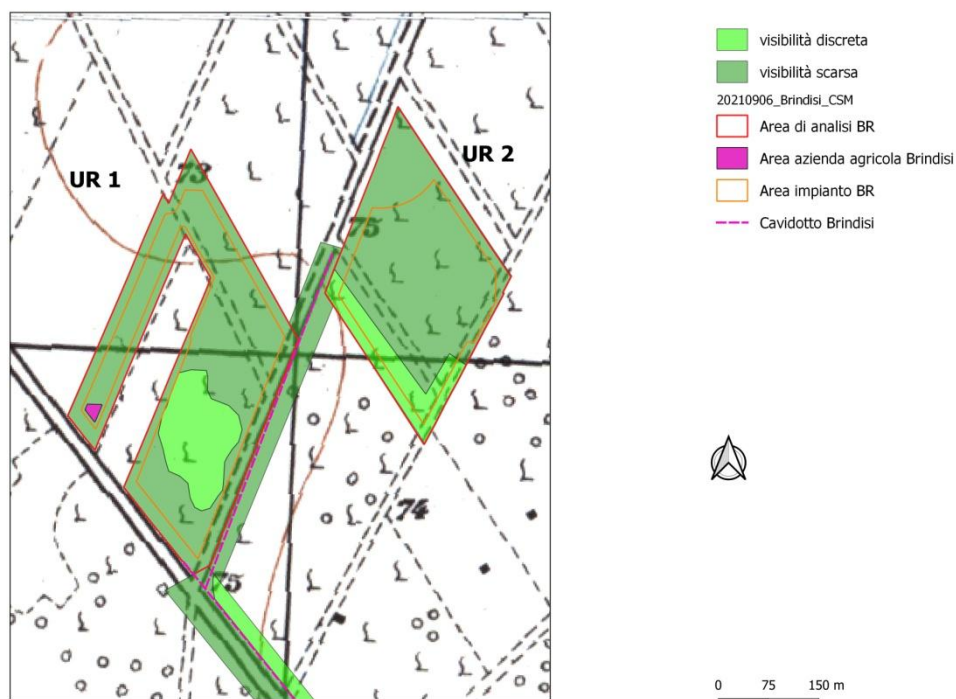 visibilità discreta
visibilità scarsa
20210906_Brindisi_CSM
Area di analisi BR
Area azienda agricola Brindisi
Area impianto BR
Cavidotto Brindisi
UR 1
UR 2
73
75
74
75
0 75 150 m